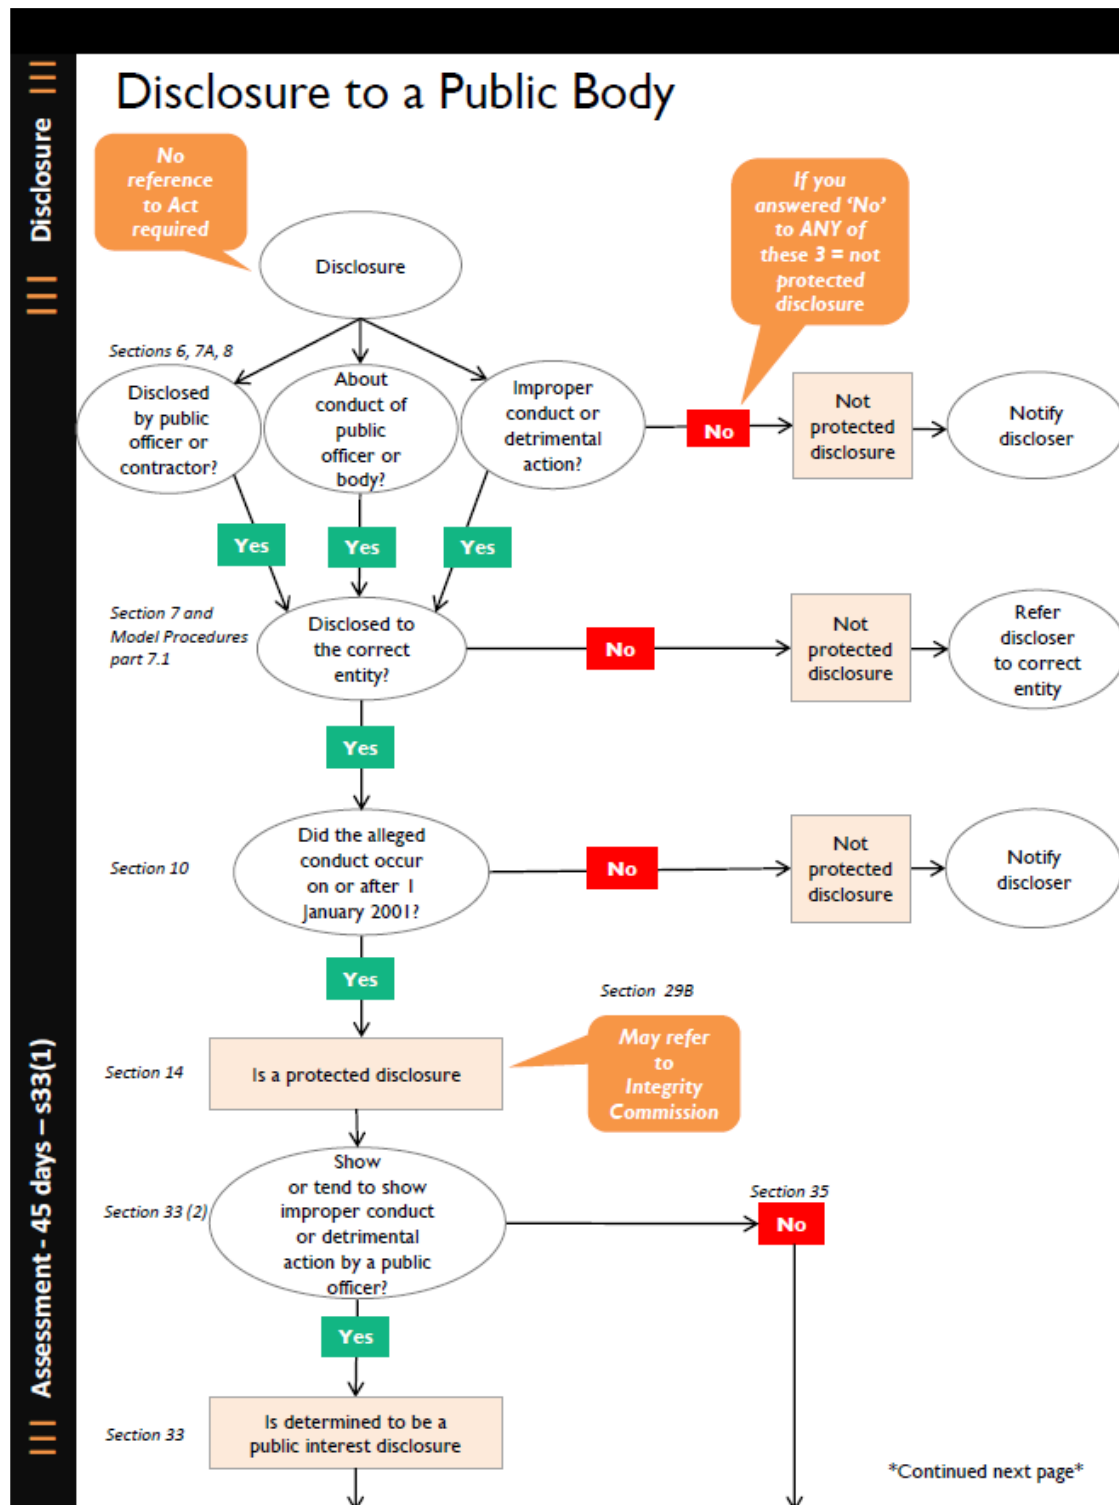 Disclosure to a Public Body
Disclosure
No
reference
to Act
required
If you
answered ‘No’
to ANY of
these 3 = not
protected
disclosure
Disclosure
Sections 6, 7A, 8
Disclosed
by public
officer or
contractor?
About
conduct of
public
officer or
body?
Improper
conduct or
detrimental
action?
No
Not
protected
disclosure
Notify
discloser
Yes
Yes
Yes
Section 7 and
Model Procedures
part 7.1
Disclosed to
the correct
entity?
No
Not
protected
disclosure
Refer
discloser
to correct
entity
Yes
Section 10
Did the alleged
conduct occur
on or after 1
January 2001?
No
Not
protected
disclosure
Notify
discloser
Yes
Section 29B
May refer
to
Integrity
Commission
Section 14
Is a protected disclosure
Assessment - 45 days – s33(1)
Section 33 (2)
Show
or tend to show
improper conduct
or detrimental
action by a public
officer?
Section 35
No
Yes
Section 33
Is determined to be a
public interest disclosure
*Continued next page*